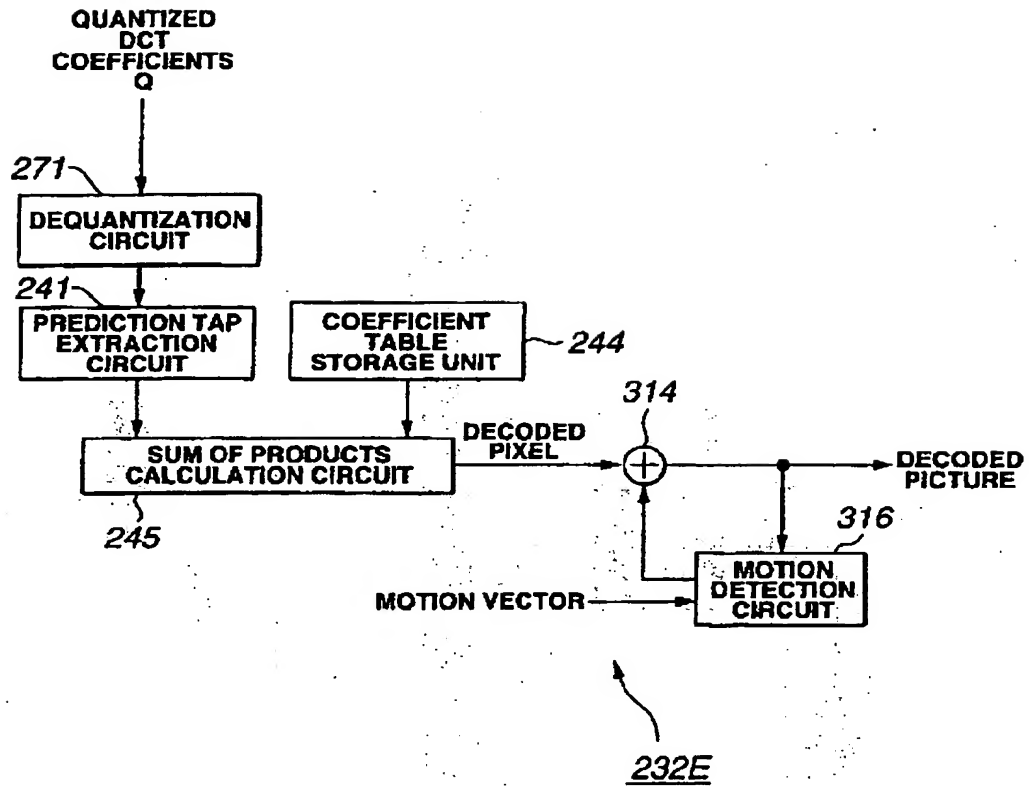 QUANTIZED
DCT
COEFFICIENTS
Q
271
DEQUANTIZATION
CIRCUIT
241
PREDICTION TAP
EXTRACTION
CIRCUIT
COEFFICIENT
TABLE
STORAGE UNIT
244
SUM OF PRODUCTS
CALCULATION CIRCUIT
245
DECODED
PIXEL
314
+
DECODED
PICTURE
316
MOTION
DETECTION
CIRCUIT
MOTION VECTOR
232E